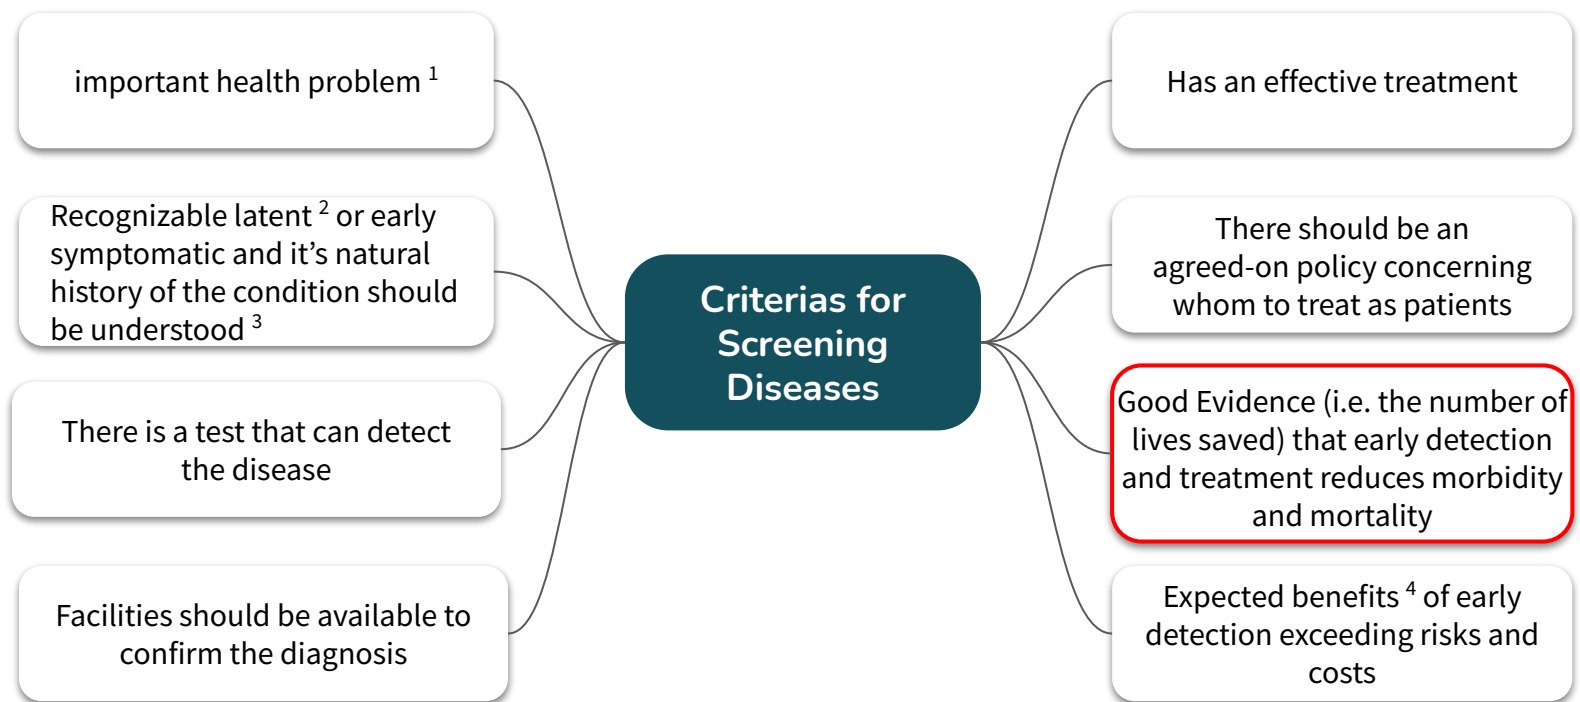 important health problem 1
Recognizable latent 2 or early
symptomatic and it’s natural
history of the condition should
be understood 3
There is a test that can detect
the disease
Facilities should be available to
confirm the diagnosis
Criterias for
Screening
Diseases
Has an effective treatment
There should be an
agreed-on policy concerning
whom to treat as patients
Good Evidence (i.e. the number of
lives saved) that early detection
and treatment reduces morbidity
and mortality
Expected benefits 4 of early
detection exceeding risks and
costs